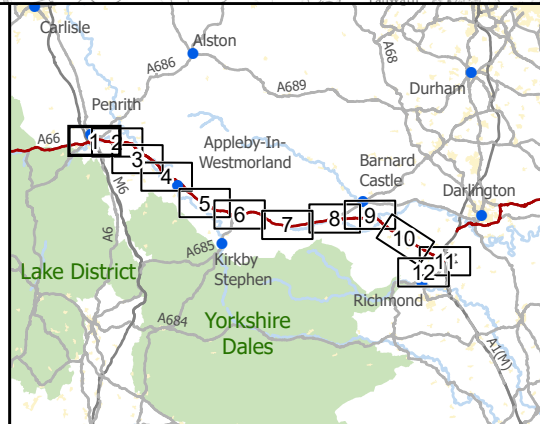 Carlisle
Alston
A68
A686
A689
Durham
Penrith
A66
1
2
3
4
5
6
7
8
9
10
11
12
Appleby-In-
Westmorland
Barnard
Castle
Darlington
M6
A6
A685
Kirkby
Stephen
Lake District
Richmond
A684
Yorkshire
Dales
A1(M)